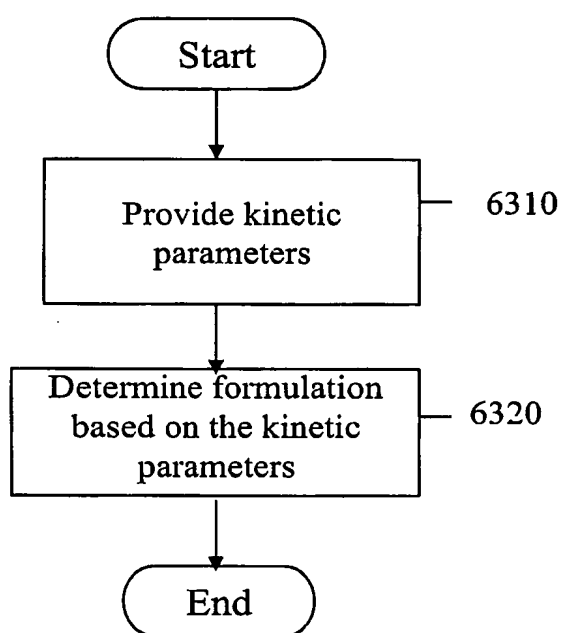 Start
Provide kinetic
parameters
6310
Determine formulation
based on the kinetic
parameters
6320
End